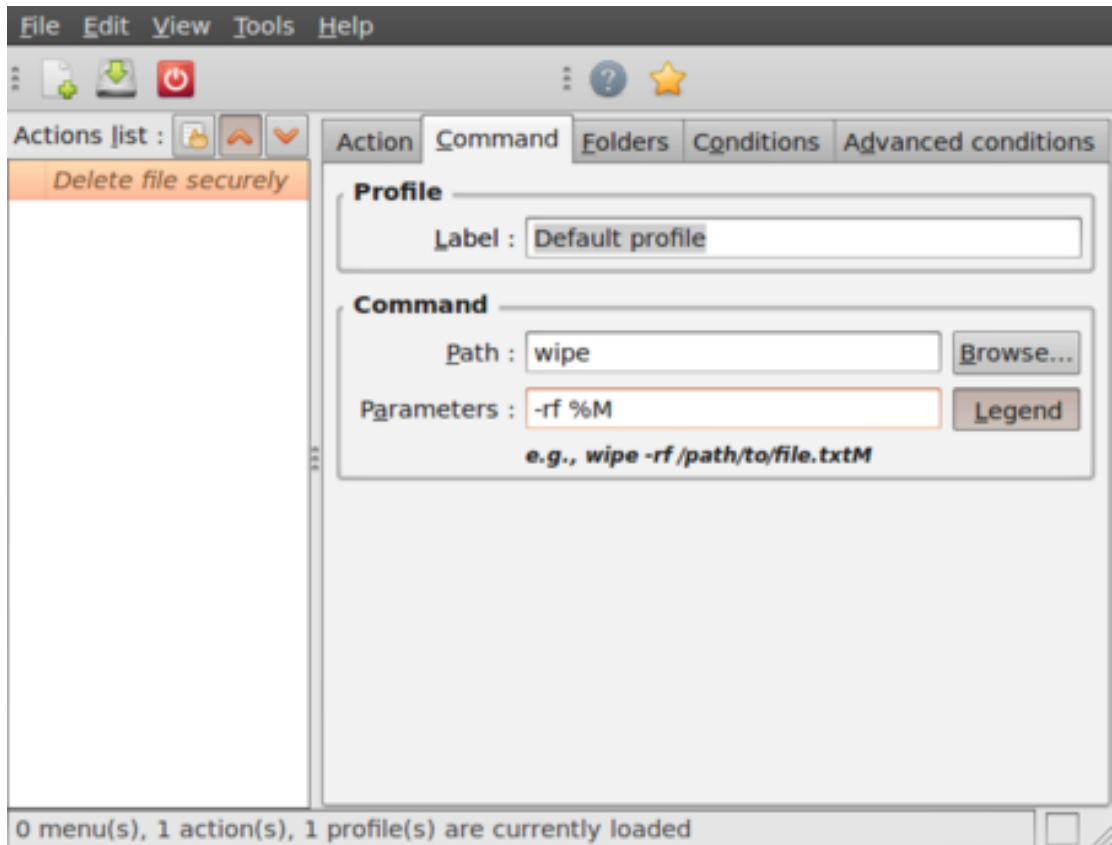 File Edit View Tools Help
Actions list :
Delete file securely
Action Command Folders Conditions Advanced conditions
Profile
Label : Default profile
Command
Path : wipe Browse...
Parameters : -rf %M Legend
e.g., wipe -rf /path/to/file.txtM
0 menu(s), 1 action(s), 1 profile(s) are currently loaded